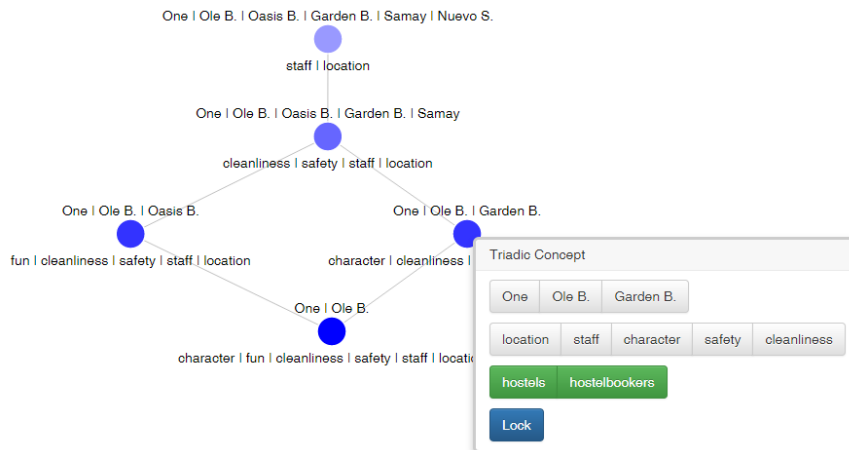 One | Ole B. | Oasis B. | Garden B. | Samay | Nuevo S.
staff | location
One | Ole B. | Oasis B. | Garden B. | Samay
cleanliness | safety | staff | location
One | Ole B. | Oasis B.
One | Ole B. | Garden B.
fun | cleanliness | safety | staff | location
character | cleanliness |
One | Ole B.
character | fun | cleanliness | safety | staff |
Triadic Concept
One Ole B. Garden B.
location staff character safety cleanliness
hostels hostelbookers
Lock